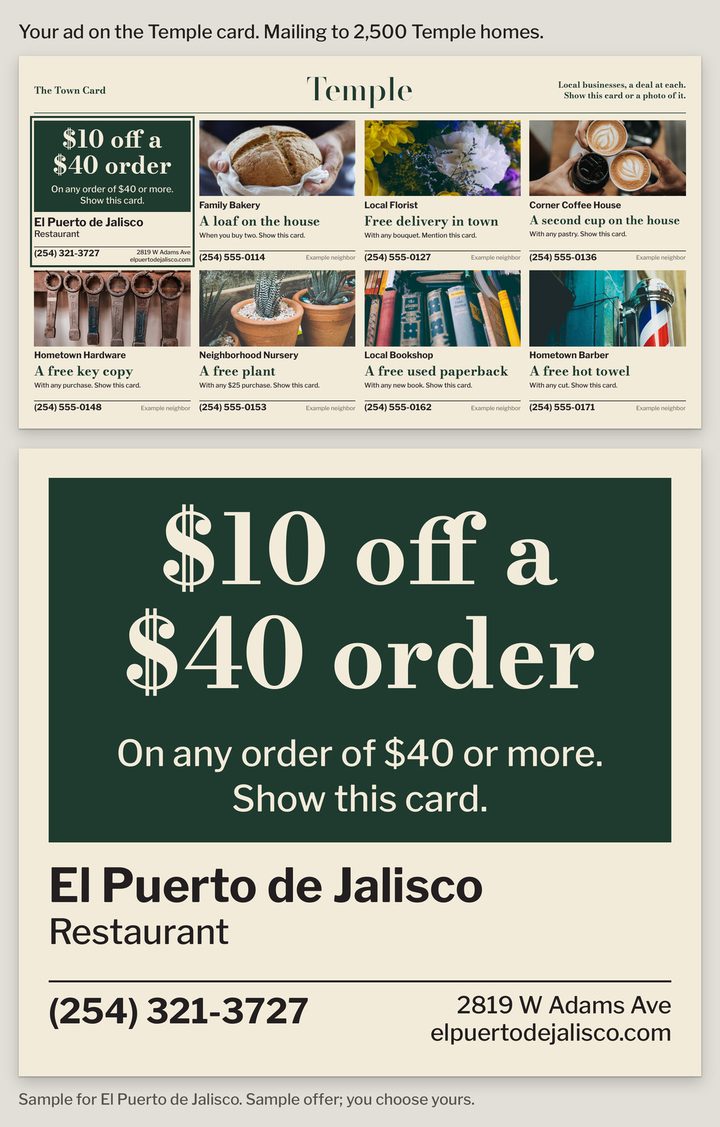 Your ad on the Temple card. Mailing to 2,500 Temple homes.
The Town Card
Temple
Local businesses, a deal at each.
Show this card or a photo of it.
$10 off a
$40 order
On any order of $40 or more.
Show this card.
El Puerto de Jalisco
Restaurant
(254) 321-3727
2819 W Adams Ave
elpuertodejalisco.com
Family Bakery
A loaf on the house
When you buy two. Show this card.
(254) 555-0114
Example neighbor
Local Florist
Free delivery in town
With any bouquet. Mention this card.
(254) 555-0127
Example neighbor
Corner Coffee House
A second cup on the house
With any pastry. Show this card.
(254) 555-0136
Example neighbor
Hometown Hardware
A free key copy
With any purchase. Show this card.
(254) 555-0148
Example neighbor
Neighborhood Nursery
A free plant
With any $25 purchase. Show this card.
(254) 555-0153
Example neighbor
Local Bookshop
A free used paperback
With any new book. Show this card.
(254) 555-0162
Example neighbor
Hometown Barber
A free hot towel
With any cut. Show this card.
(254) 555-0171
Example neighbor
$10 off a
$40 order
On any order of $40 or more.
Show this card.
El Puerto de Jalisco
Restaurant
(254) 321-3727
2819 W Adams Ave
elpuertodejalisco.com
Sample for El Puerto de Jalisco. Sample offer; you choose yours.